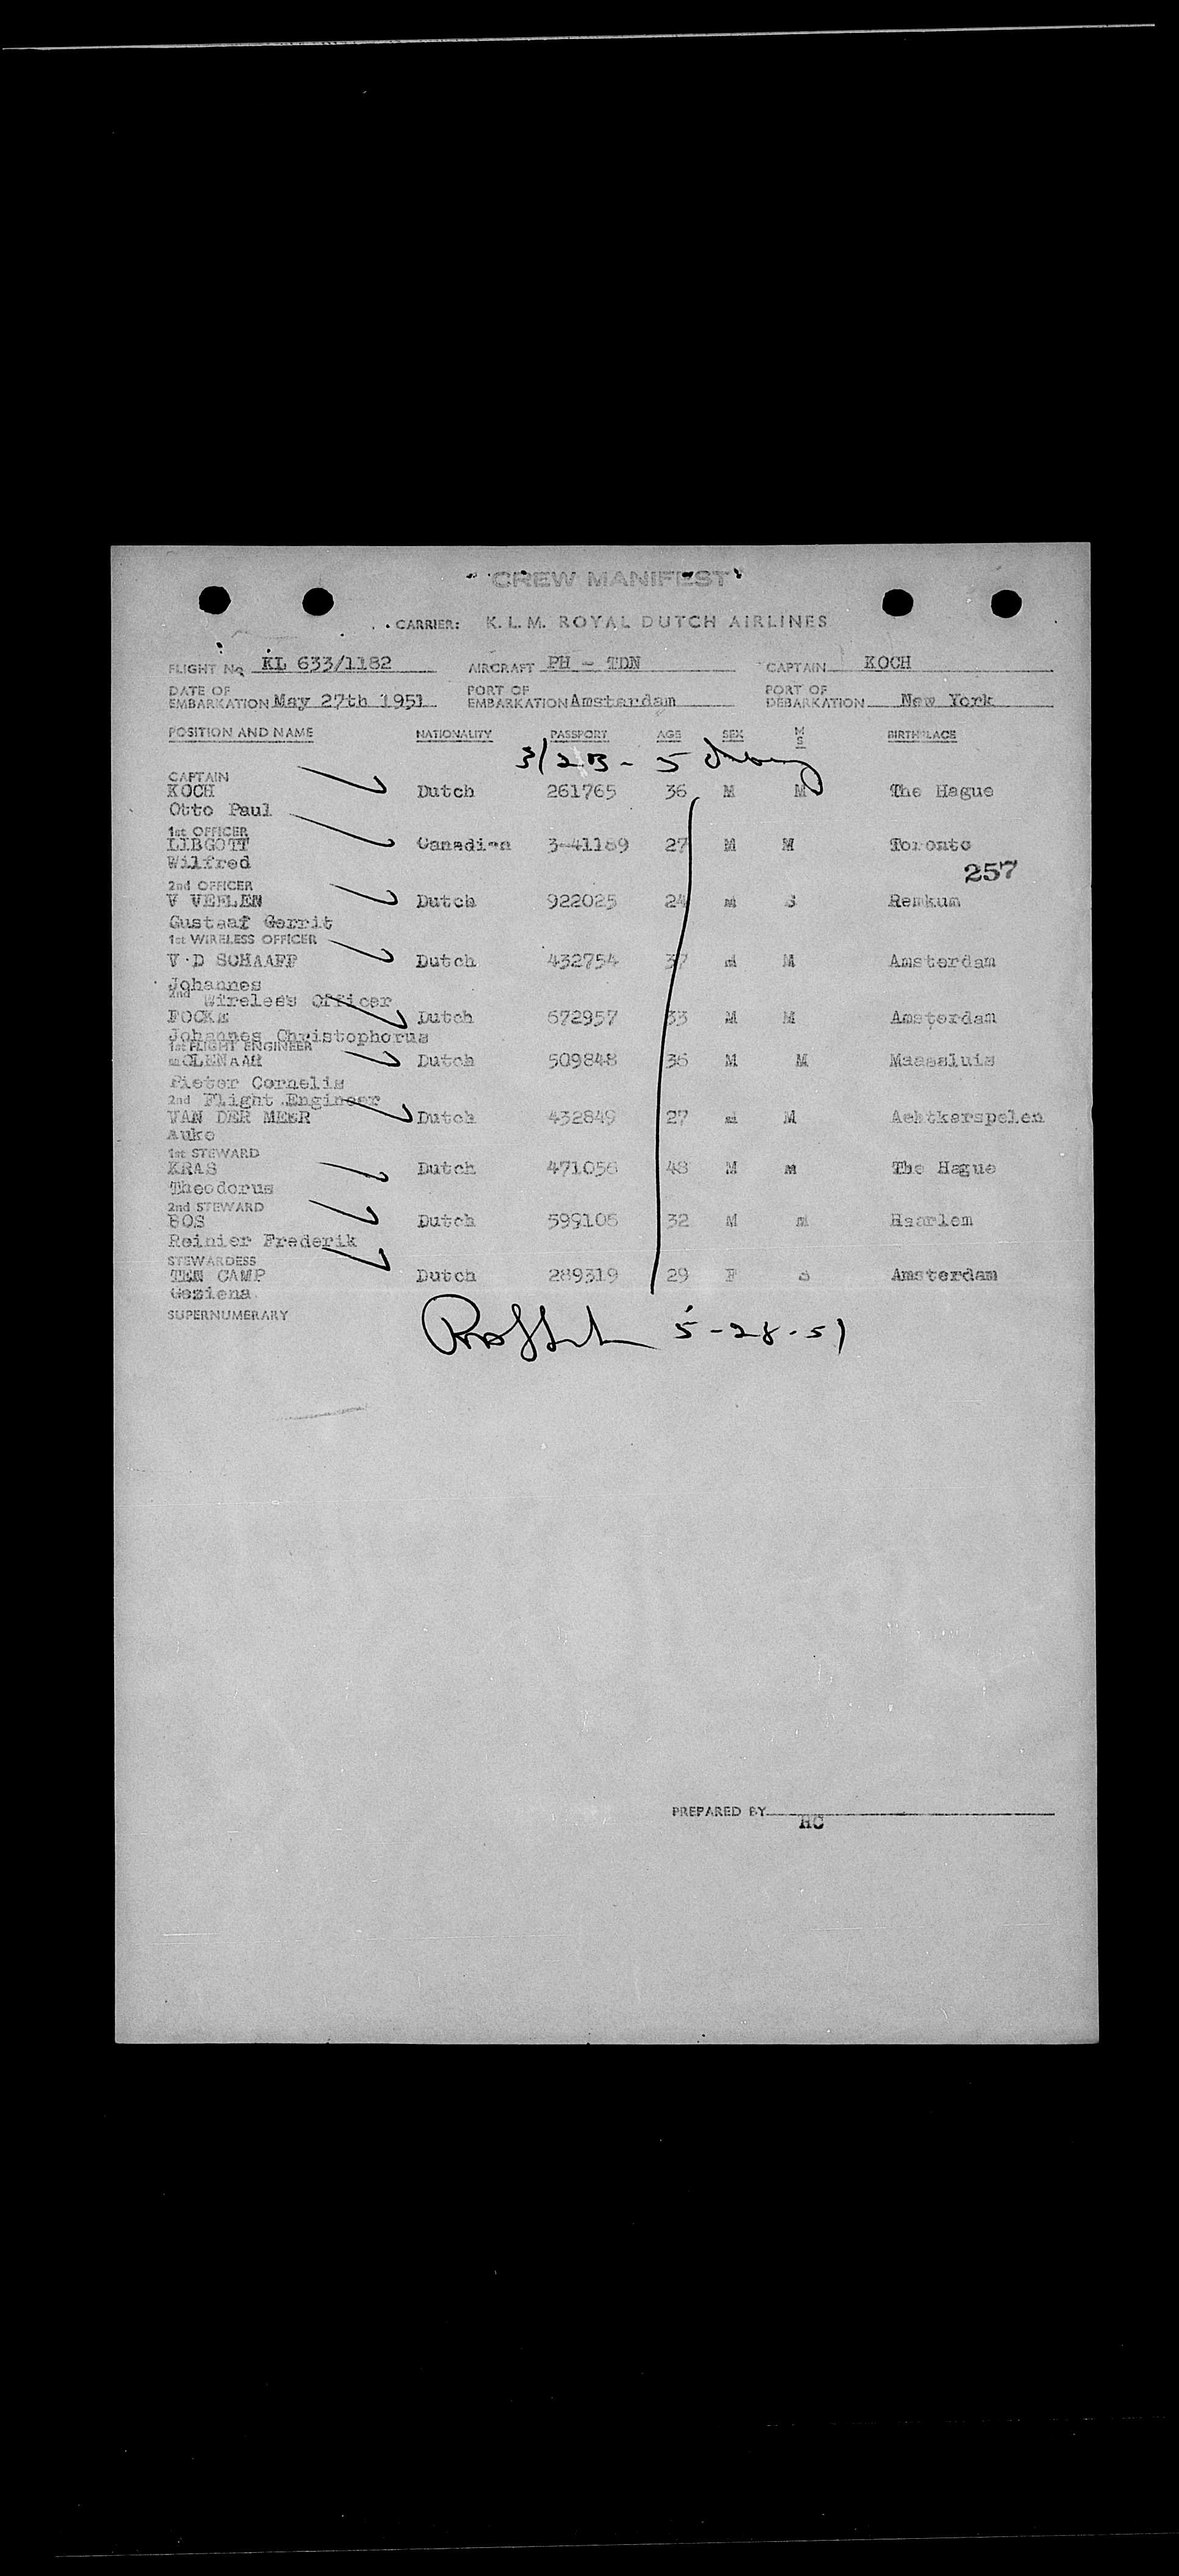 CREW MANIFEST
CARRIER: K.L.M. ROYAL DUTCH AIRLINES
FLIGHT No KL 633/1182 AIRCRAFT PH - TDN CAPTAIN KOCH
DATE OF EMBARKATION May 27th 1951 PORT OF EMBARKATION Amsterdam PORT OF DEBARKATION New York
POSITION AND NAME NATIONALITY PASSPORT AGE SEX M S BIRTHPLACE
CAPTAIN
KOCH Dutch 261765 36 M M The Hague
Otto Paul
1st OFFICER
LIBGOTT Canadian 3-41169 27 M M Toronto
Wilfred
257
2nd OFFICER
V VEELEN Dutch 922025 24 M S Renkum
Gustaaf Gerrit
1st WIRELESS OFFICER
V.D SCHAAFF Dutch 432754 37 M M Amsterdam
Johannes
2nd Wireless Officer
FOCKE Dutch 672957 33 M M Amsterdam
Johannes Christophorus
1st FLIGHT ENGINEER
MOLENAAR Dutch 509848 36 M M Maassluis
Pieter Cornelis
2nd Flight Engineer
VAN DER MEER Dutch 432849 27 M M Achtkerspelen
Auke
1st STEWARD
KRAS Dutch 471056 48 M M The Hague
Theodorus
2nd STEWARD
BOS Dutch 599106 32 M M Haarlem
Reinier Frederik
STEWARDESS
TEN CAMP Dutch 289319 29 F S Amsterdam
Geziena
SUPERNUMERARY
5-28-51
PREPARED BY
HC